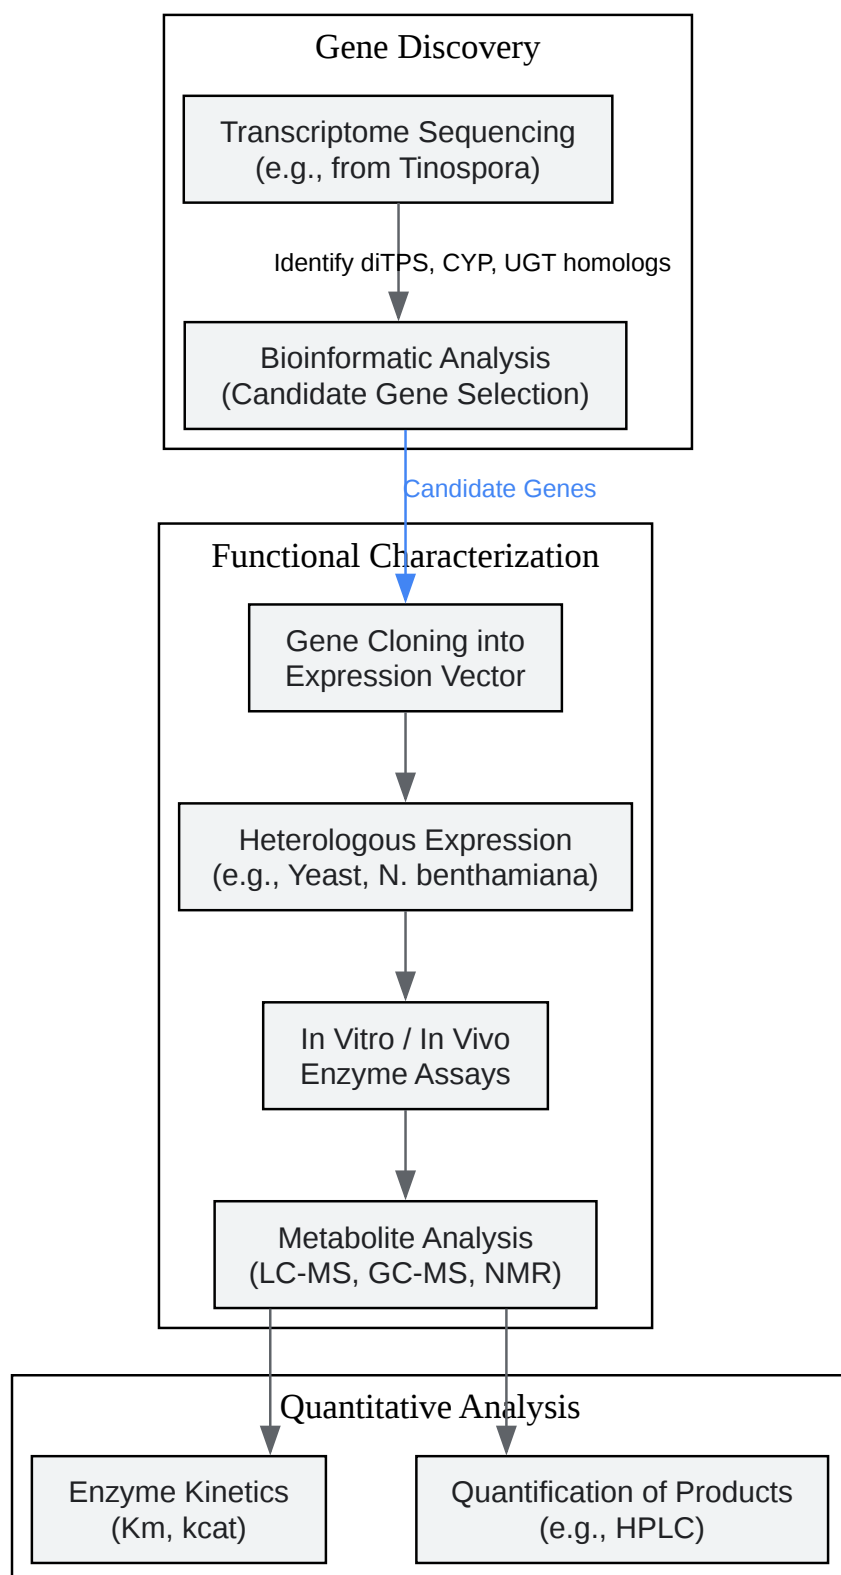 Gene Discovery
Transcriptome Sequencing
(e.g., from Tinospora)
Identify diTPS, CYP, UGT homologs
Bioinformatic Analysis
(Candidate Gene Selection)
Candidate Genes
Functional Characterization
Gene Cloning into
Expression Vector
Heterologous Expression
(e.g., Yeast, N. benthamiana)
In Vitro / In Vivo
Enzyme Assays
Metabolite Analysis
(LC-MS, GC-MS, NMR)
Quantitative Analysis
Enzyme Kinetics
(Km, kcat)
Quantification of Products
(e.g., HPLC)